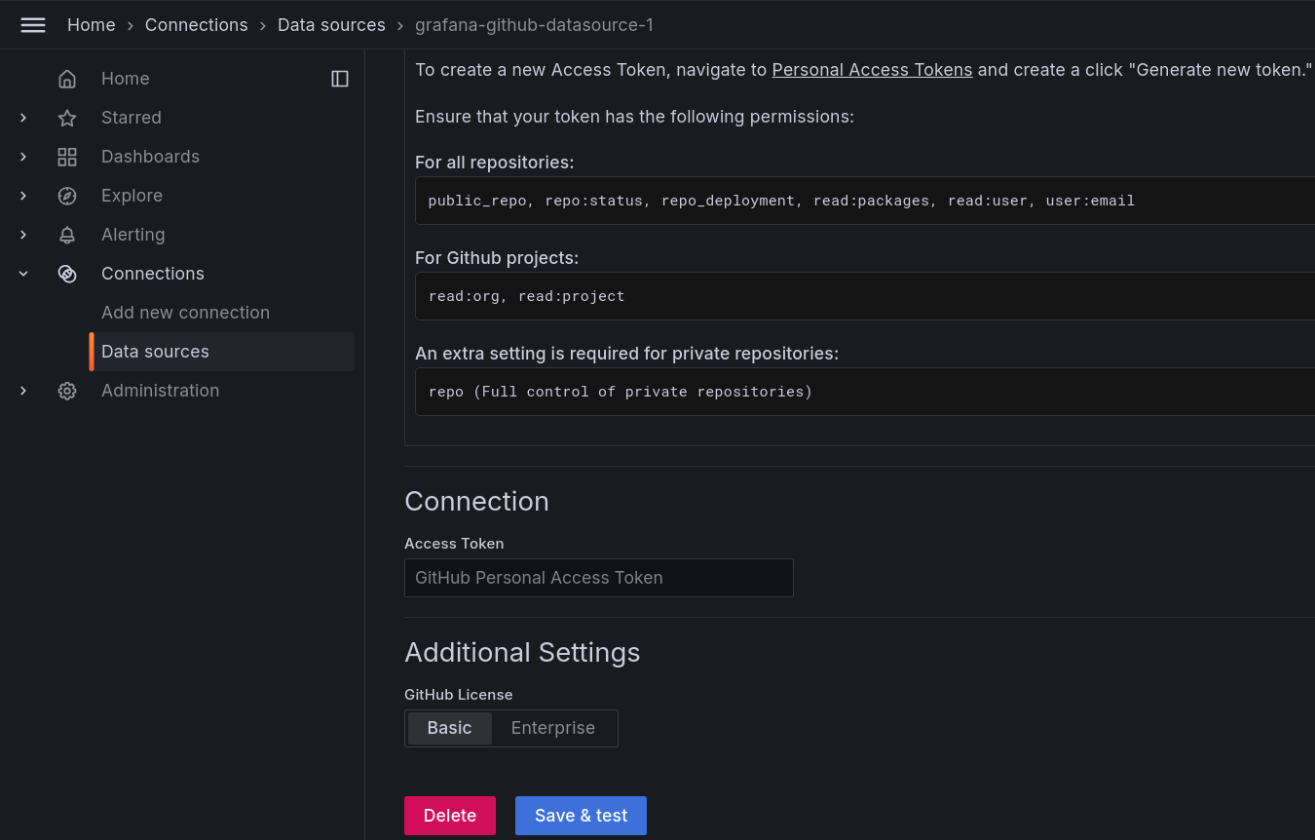 Home › Connections › Data sources › grafana-github-datasource-1
Home
Starred
Dashboards
Explore
Alerting
Connections
Add new connection
Data sources
Administration
To create a new Access Token, navigate to Personal Access Tokens and create a click "Generate new token."
Ensure that your token has the following permissions:
For all repositories:
public_repo, repo:status, repo_deployment, read:packages, read:user, user:email
For Github projects:
read:org, read:project
An extra setting is required for private repositories:
repo (Full control of private repositories)
Connection
Access Token
GitHub Personal Access Token
Additional Settings
GitHub License
Basic Enterprise
Delete Save & test